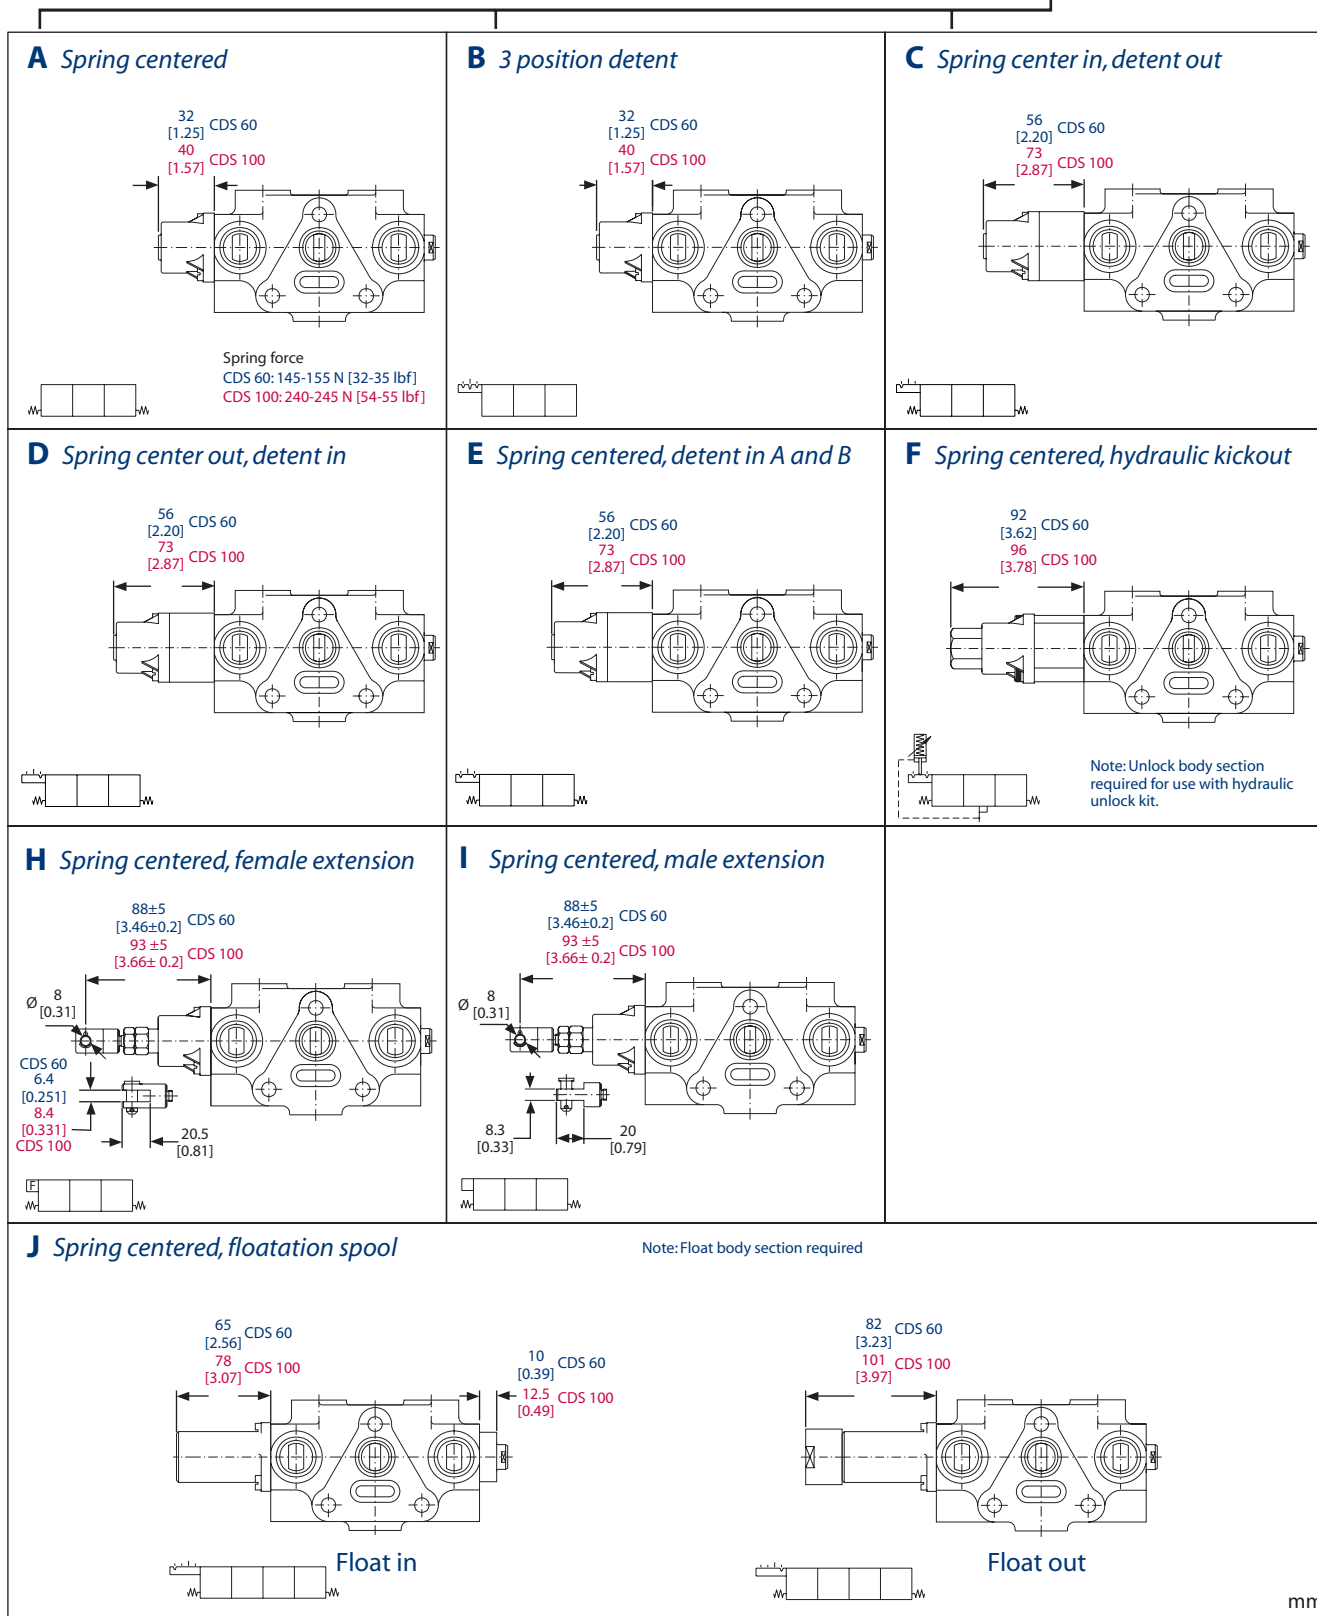 A Spring centered
32
[1.25] CDS 60
40
[1.57] CDS 100
Spring force
CDS 60: 145-155 N [32-35 lbf]
CDS 100: 240-245 N [54-55 lbf]
B 3 position detent
32
[1.25] CDS 60
40
[1.57] CDS 100
C Spring center in, detent out
56
[2.20] CDS 60
73
[2.87] CDS 100
D Spring center out, detent in
56
[2.20] CDS 60
73
[2.87] CDS 100
E Spring centered, detent in A and B
56
[2.20] CDS 60
73
[2.87] CDS 100
F Spring centered, hydraulic kickout
92
[3.62] CDS 60
96
[3.78] CDS 100
Note: Unlock body section
required for use with hydraulic
unlock kit.
H Spring centered, female extension
88±5
[3.46±0.2] CDS 60
93 ±5
[3.66± 0.2] CDS 100
Ø 8
[0.31]
CDS 60
6.4
[0.251]
8.4
[0.331]
CDS 100
20.5
[0.81]
F
I Spring centered, male extension
88±5
[3.46±0.2] CDS 60
93 ±5
[3.66± 0.2] CDS 100
Ø 8
[0.31]
8.3
[0.33]
20
[0.79]
J Spring centered, floatation spool
Note: Float body section required
65
[2.56] CDS 60
78
[3.07] CDS 100
10
[0.39] CDS 60
12.5
[0.49] CDS 100
Float in
82
[3.23] CDS 60
101
[3.97] CDS 100
Float out
mm